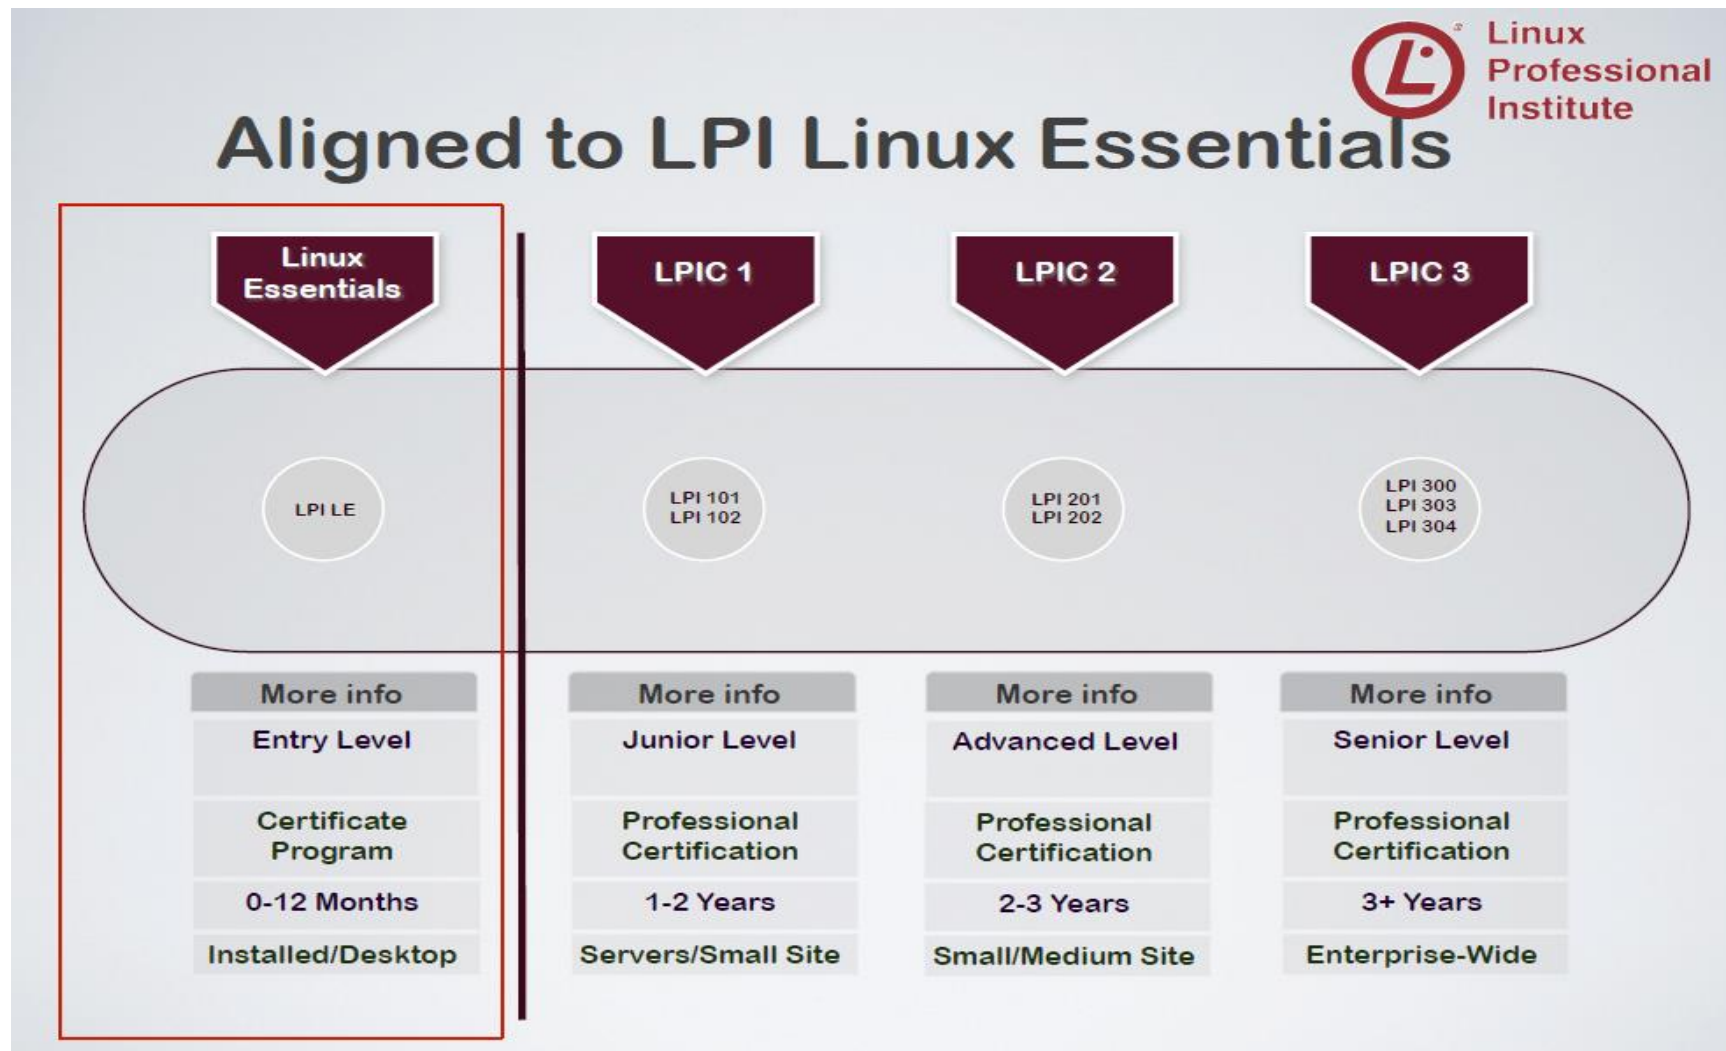 Linux
Professional
Institute
Aligned to LPI Linux Essentials
Linux
Essentials
LPIC 1
LPIC 2
LPIC 3
LPI LE
LPI 101
LPI 102
LPI 201
LPI 202
LPI 300
LPI 303
LPI 304
More info
Entry Level
Certificate
Program
0-12 Months
Installed/Desktop
More info
Junior Level
Professional
Certification
1-2 Years
Servers/Small Site
More info
Advanced Level
Professional
Certification
2-3 Years
Small/Medium Site
More info
Senior Level
Professional
Certification
3+ Years
Enterprise-Wide